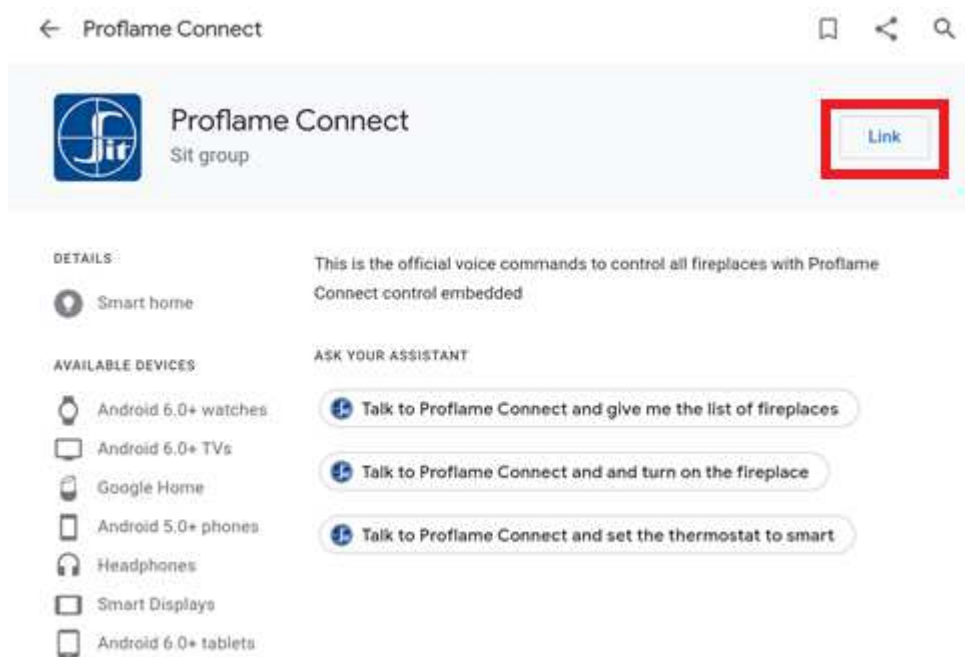 Proflame Connect
Sit
Proflame Connect
Sit group
Link
DETAILS
Smart home
AVAILABLE DEVICES
Android 6.0+ watches
Android 6.0+ TVs
Google Home
Android 5.0+ phones
Headphones
Smart Displays
Android 6.0+ tablets
This is the official voice commands to control all fireplaces with Proflame
Connect control embedded
ASK YOUR ASSISTANT
Talk to Proflame Connect and give me the list of fireplaces
Talk to Proflame Connect and and turn on the fireplace
Talk to Proflame Connect and set the thermostat to smart